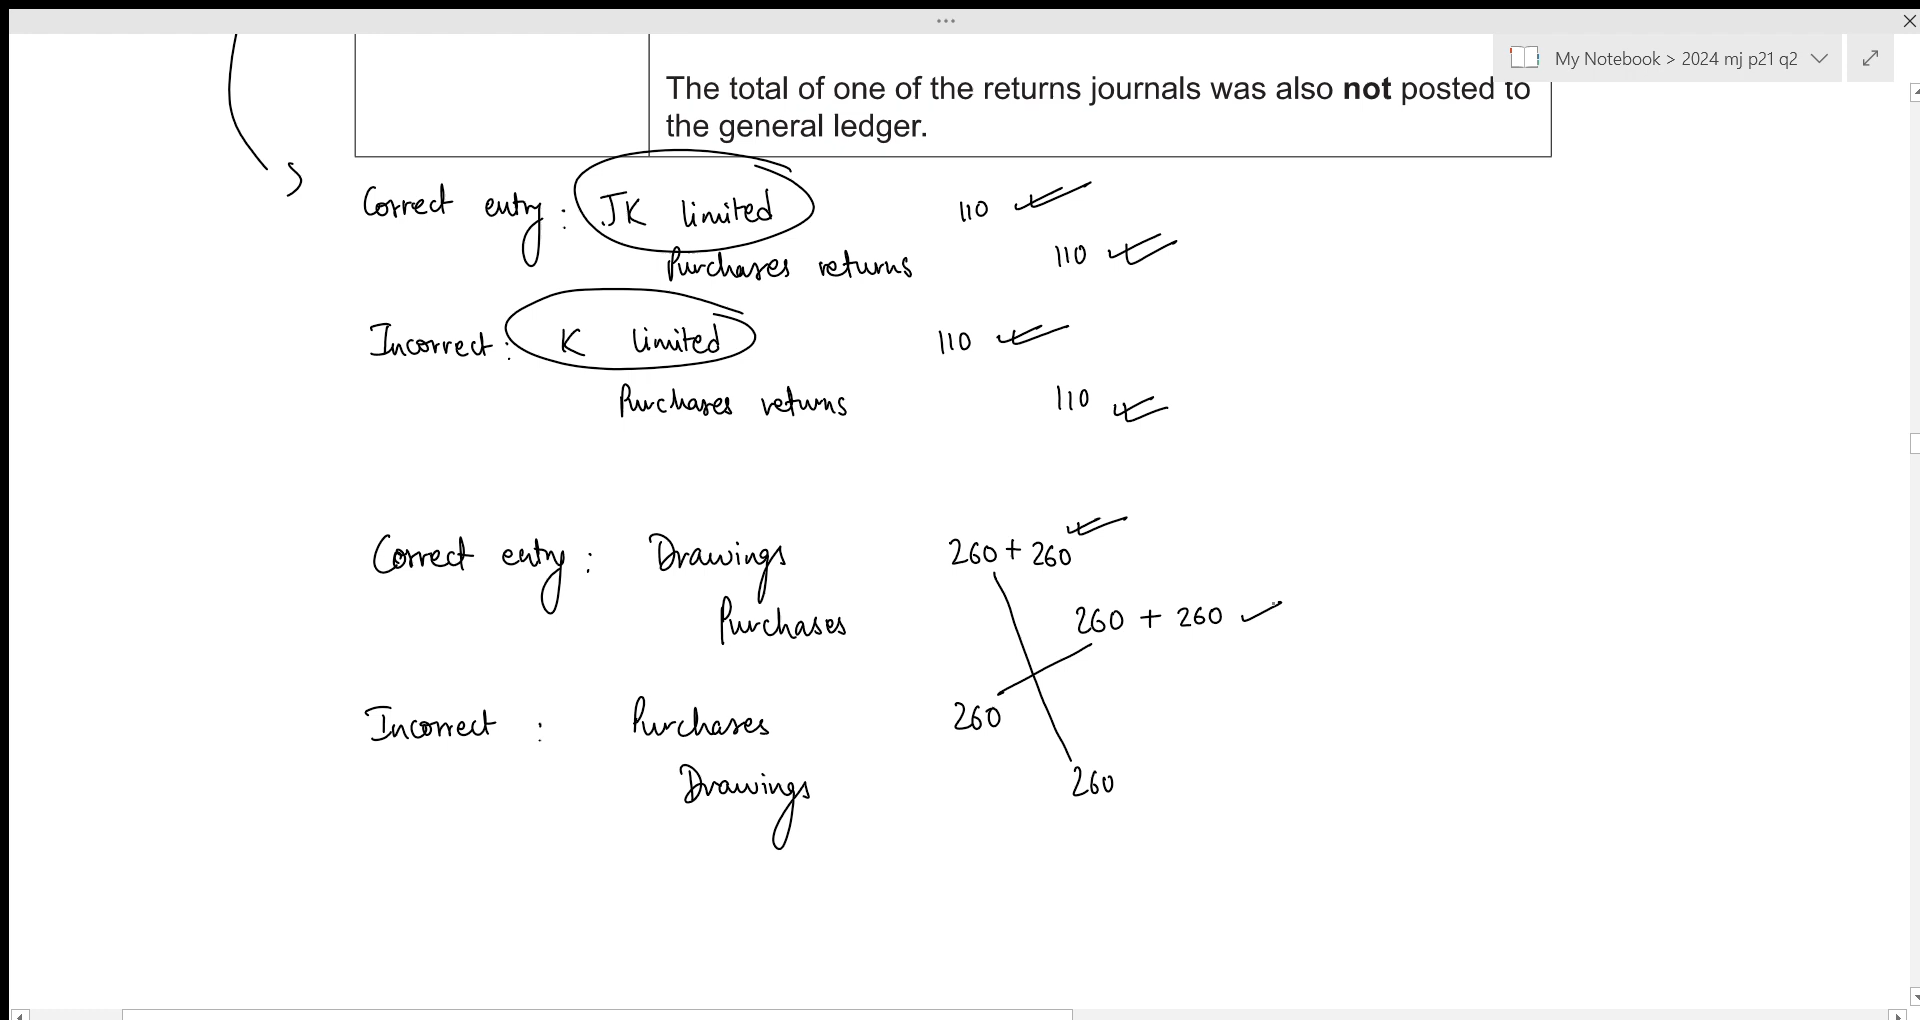 My Notebook > 2024 mj p21 q2
The total of one of the returns journals was also not posted to
the general ledger.
Correct entry : JK limited 110
Purchases returns 110
Incorrect : K limited 110
Purchases returns 110
Correct entry : Drawings 260 + 260
Purchases 260 + 260
Incorrect : Purchases 260
Drawings 260